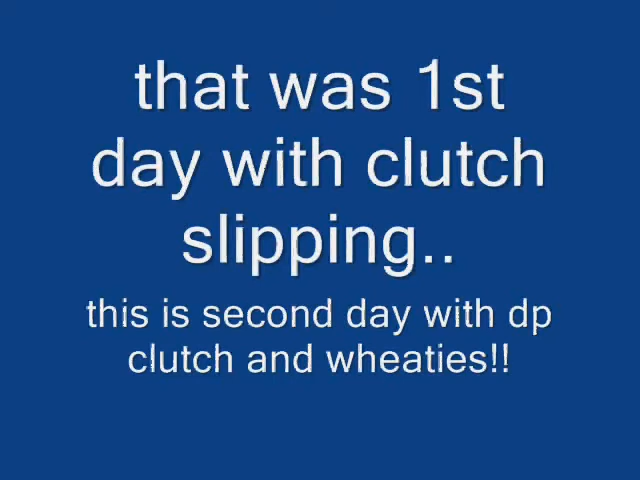 that was 1st
day with clutch
slipping..
this is second day with dp
clutch and wheaties!!